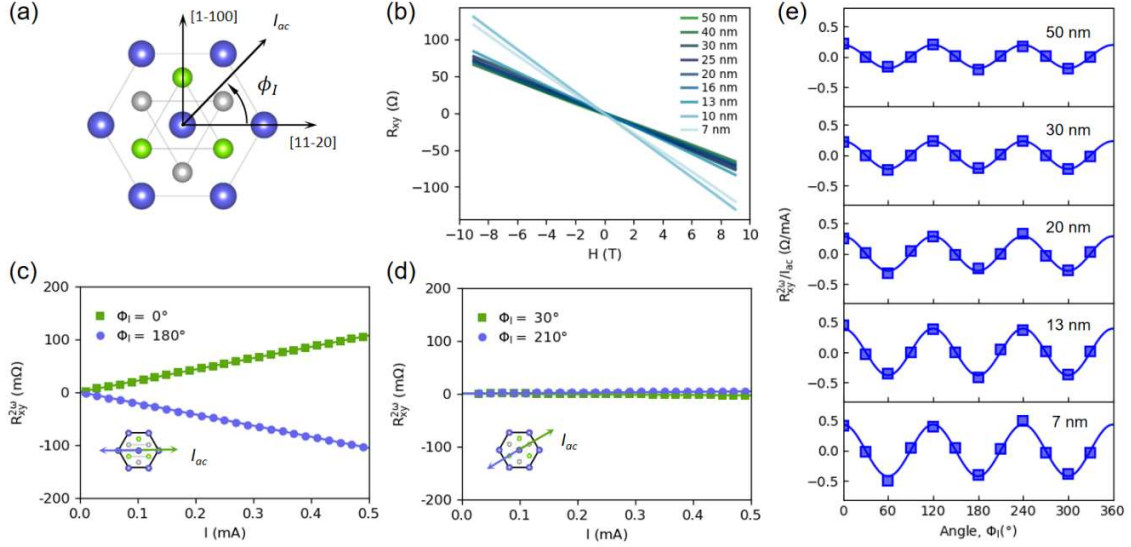 (a)
[1-100]
I_ac
ϕ_I
[11-20]
(b)
R_xy (Ω)
100
50
0
−50
−100
50 nm
40 nm
30 nm
25 nm
20 nm
16 nm
13 nm
10 nm
7 nm
−10 −8 −6 −4 −2 0 2 4 6 8 10
H (T)
(c)
R_xy^2ω (mΩ)
200
100
0
-100
-200
Φ_I = 0°
Φ_I = 180°
I_ac
0.0 0.1 0.2 0.3 0.4 0.5
I (mA)
(d)
R_xy^2ω (mΩ)
200
100
0
-100
-200
Φ_I = 30°
Φ_I = 210°
I_ac
0.0 0.1 0.2 0.3 0.4 0.5
I (mA)
(e)
R_xy^2ω/I_ac (Ω/mA)
50 nm
0.5
0.0
−0.5
30 nm
0.5
0.0
−0.5
20 nm
0.5
0.0
−0.5
13 nm
0.5
0.0
−0.5
7 nm
0.5
0.0
−0.5
0 60 120 180 240 300 360
Angle, Φ_I(°)